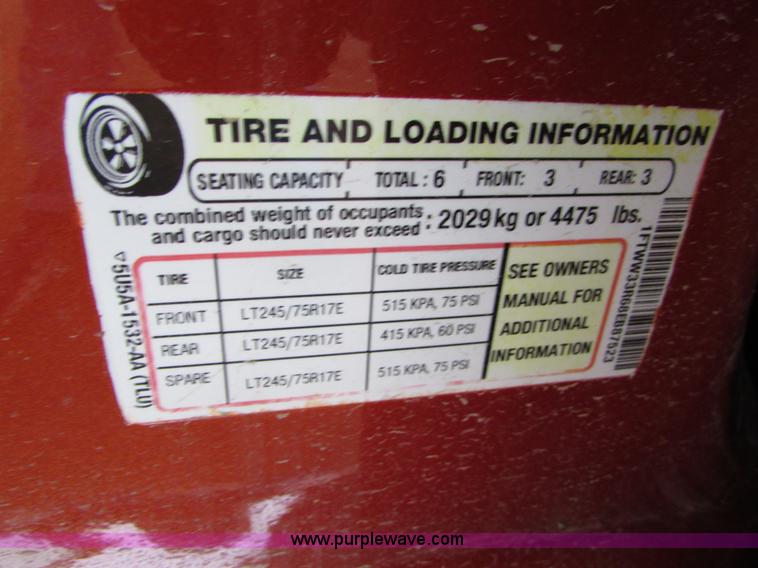 TIRE AND LOADING INFORMATION
SEATING CAPACITY TOTAL : 6 FRONT: 3 REAR: 3
The combined weight of occupants
and cargo should never exceed : 2029 kg or 4475 lbs.
TIRE SIZE COLD TIRE PRESSURE
FRONT LT245/75R17E 515 KPA, 75 PSI
REAR LT245/75R17E 415 KPA, 60 PSI
SPARE LT245/75R17E 515 KPA, 75 PSI
SEE OWNERS
MANUAL FOR
ADDITIONAL
INFORMATION
5U5A-1532-AA (TLU)
www.purplewave.com